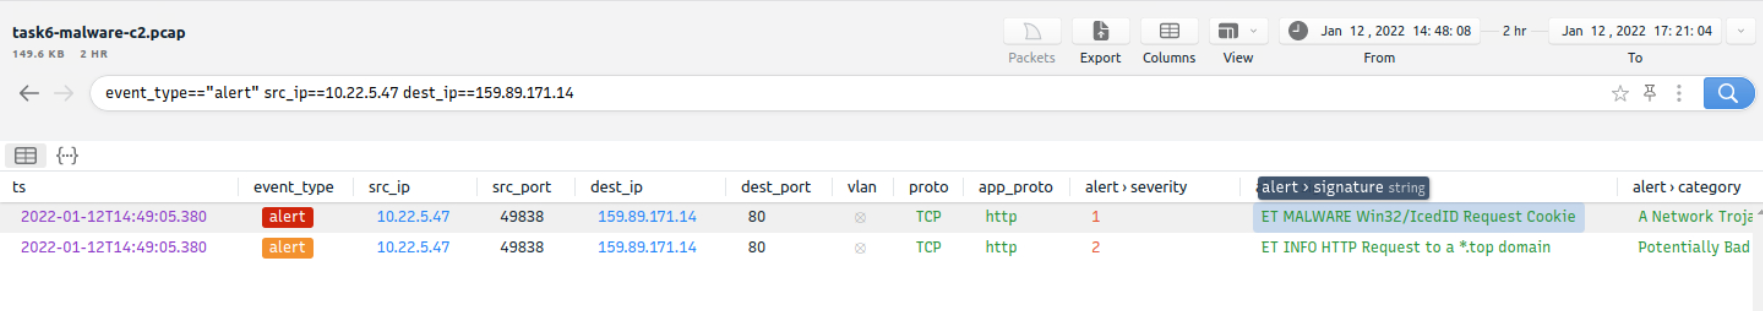 task6-malware-c2.pcap
149.6 KB 2 HR
Packets Export Columns View
Jan 12 , 2022 14: 48: 08 2 hr Jan 12 , 2022 17: 21: 04
From To
event_type=="alert" src_ip==10.22.5.47 dest_ip==159.89.171.14
ts event_type src_ip src_port dest_ip dest_port vlan proto app_proto alert › severity alert › signature string alert › category
2022-01-12T14:49:05.380 alert 10.22.5.47 49838 159.89.171.14 80 TCP http 1 ET MALWARE Win32/IcedID Request Cookie A Network Troja
2022-01-12T14:49:05.380 alert 10.22.5.47 49838 159.89.171.14 80 TCP http 2 ET INFO HTTP Request to a *.top domain Potentially Bad